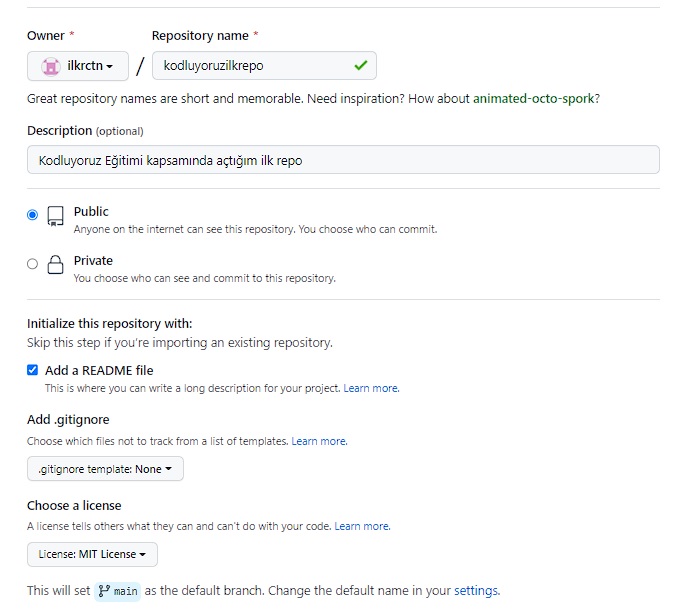 Owner * Repository name *
ilkrctn / kodluyoruzilkrepo
Great repository names are short and memorable. Need inspiration? How about animated-octo-spork?
Description (optional)
Kodluyoruz Eğitimi kapsamında açtığım ilk repo
Public
Anyone on the internet can see this repository. You choose who can commit.
Private
You choose who can see and commit to this repository.
Initialize this repository with:
Skip this step if you're importing an existing repository.
Add a README file
This is where you can write a long description for your project. Learn more.
Add .gitignore
Choose which files not to track from a list of templates. Learn more.
.gitignore template: None
Choose a license
A license tells others what they can and can't do with your code. Learn more.
License: MIT License
This will set main as the default branch. Change the default name in your settings.